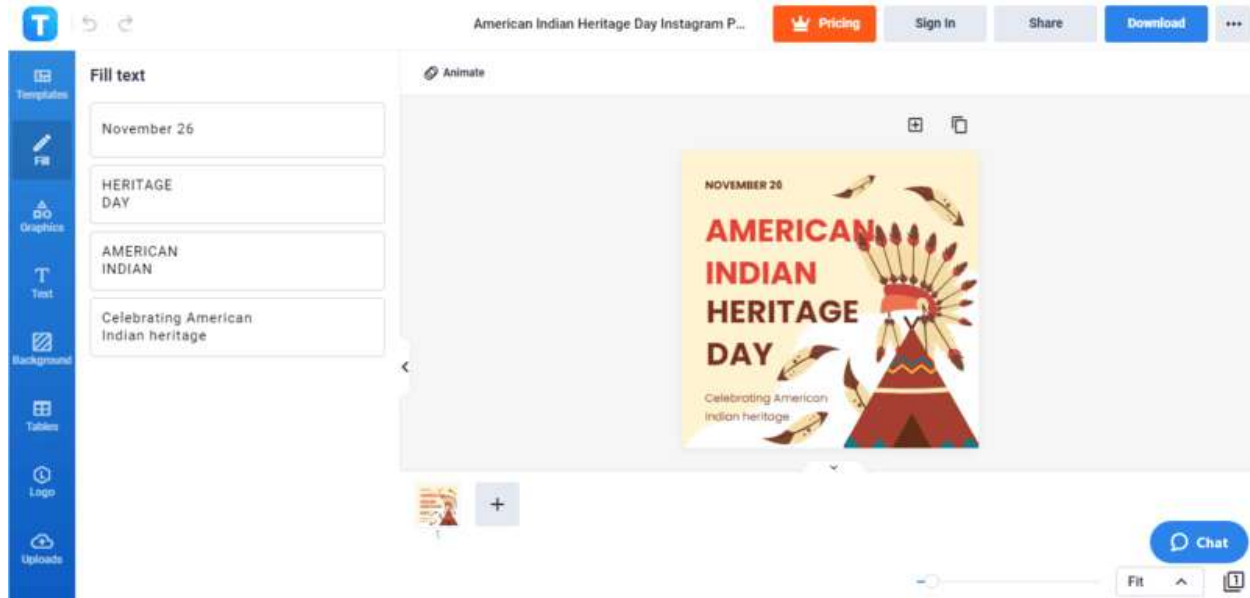 T
American Indian Heritage Day Instagram P...
Pricing
Sign In
Share
Download
Templates
Fill
Graphics
Text
Background
Tables
Logo
Uploads
Fill text
November 26
HERITAGE
DAY
AMERICAN
INDIAN
Celebrating American
Indian heritage
Animate
NOVEMBER 26
AMERICAN
INDIAN
HERITAGE
DAY
Celebrating American
Indian heritage
1
Chat
Fit
1